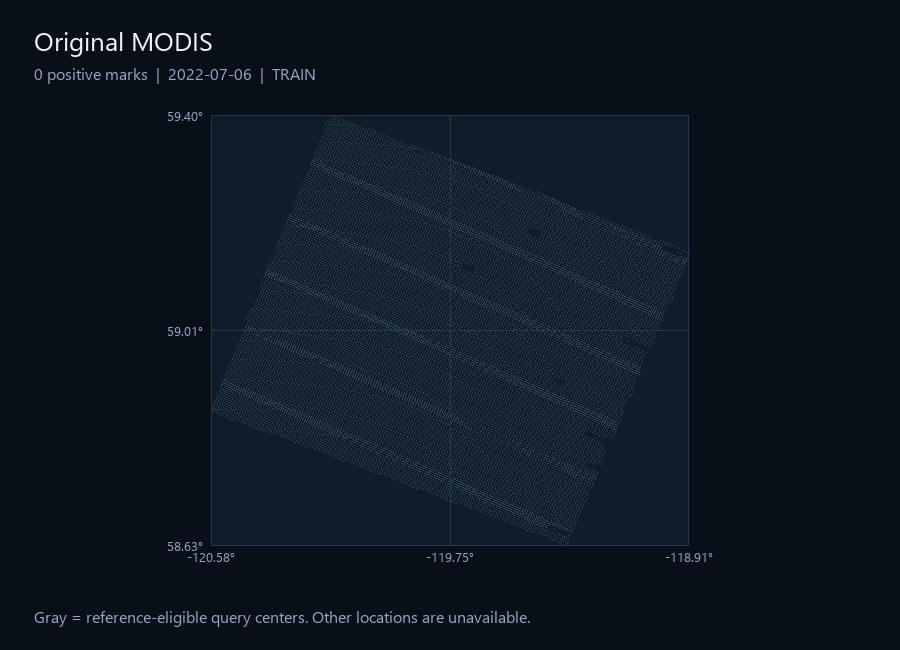 Original MODIS
0 positive marks | 2022-07-06 | TRAIN
59.40°
59.01°
58.63°
-120.58°
-119.75°
-118.91°
Gray = reference-eligible query centers. Other locations are unavailable.